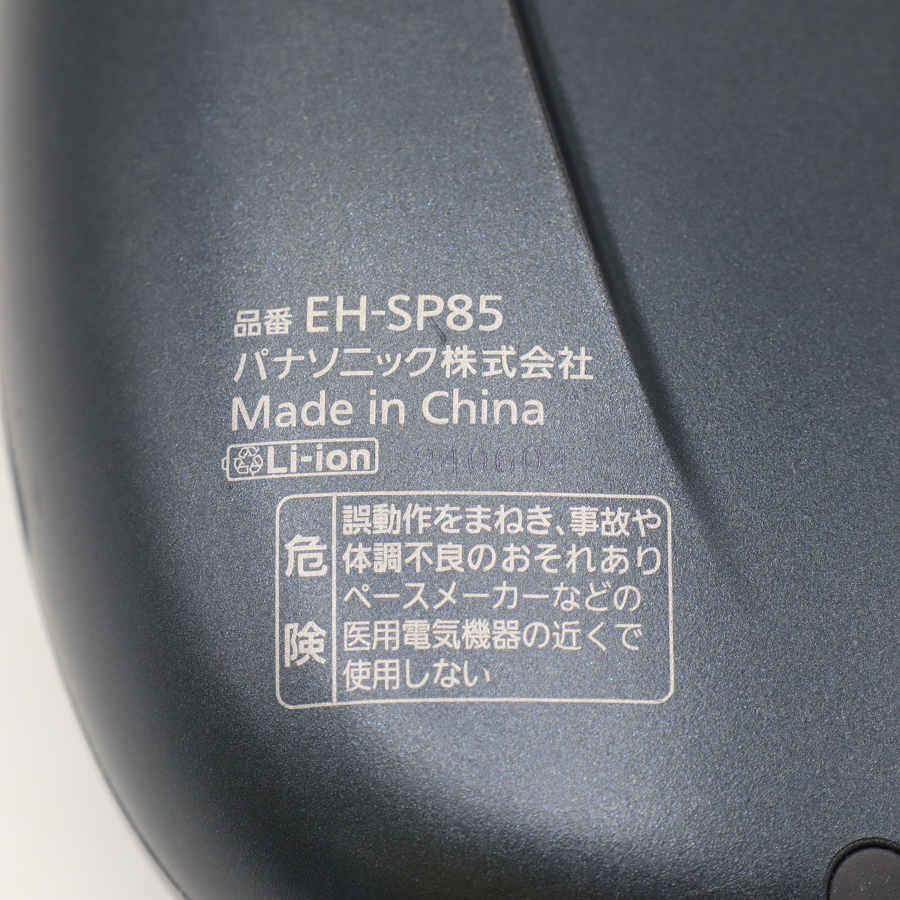 品番 EH-SP85
パナソニック株式会社
Made in China
Li-ion
危険
誤動作をまねき、事故や
体調不良のおそれあり
ペースメーカーなどの
医用電気機器の近くで
使用しない